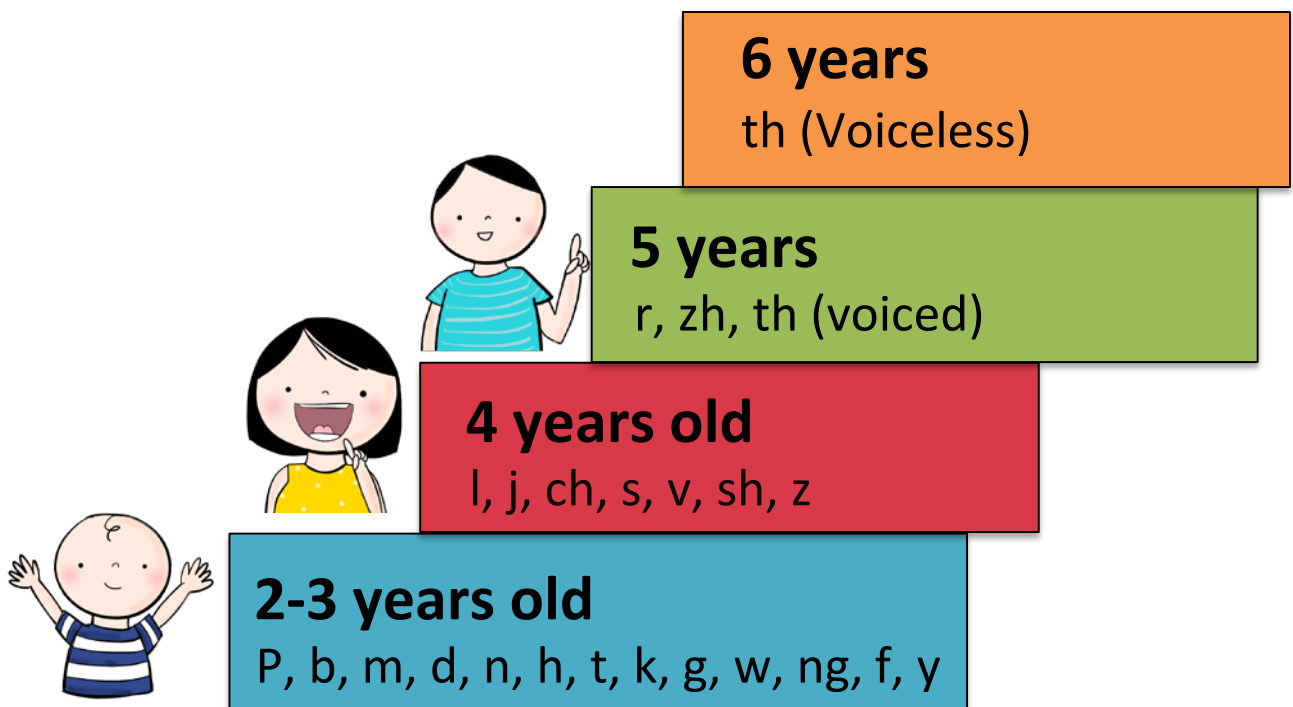 6 years
th (Voiceless)
5 years
r, zh, th (voiced)
4 years old
l, j, ch, s, v, sh, z
2-3 years old
P, b, m, d, n, h, t, k, g, w, ng, f, y